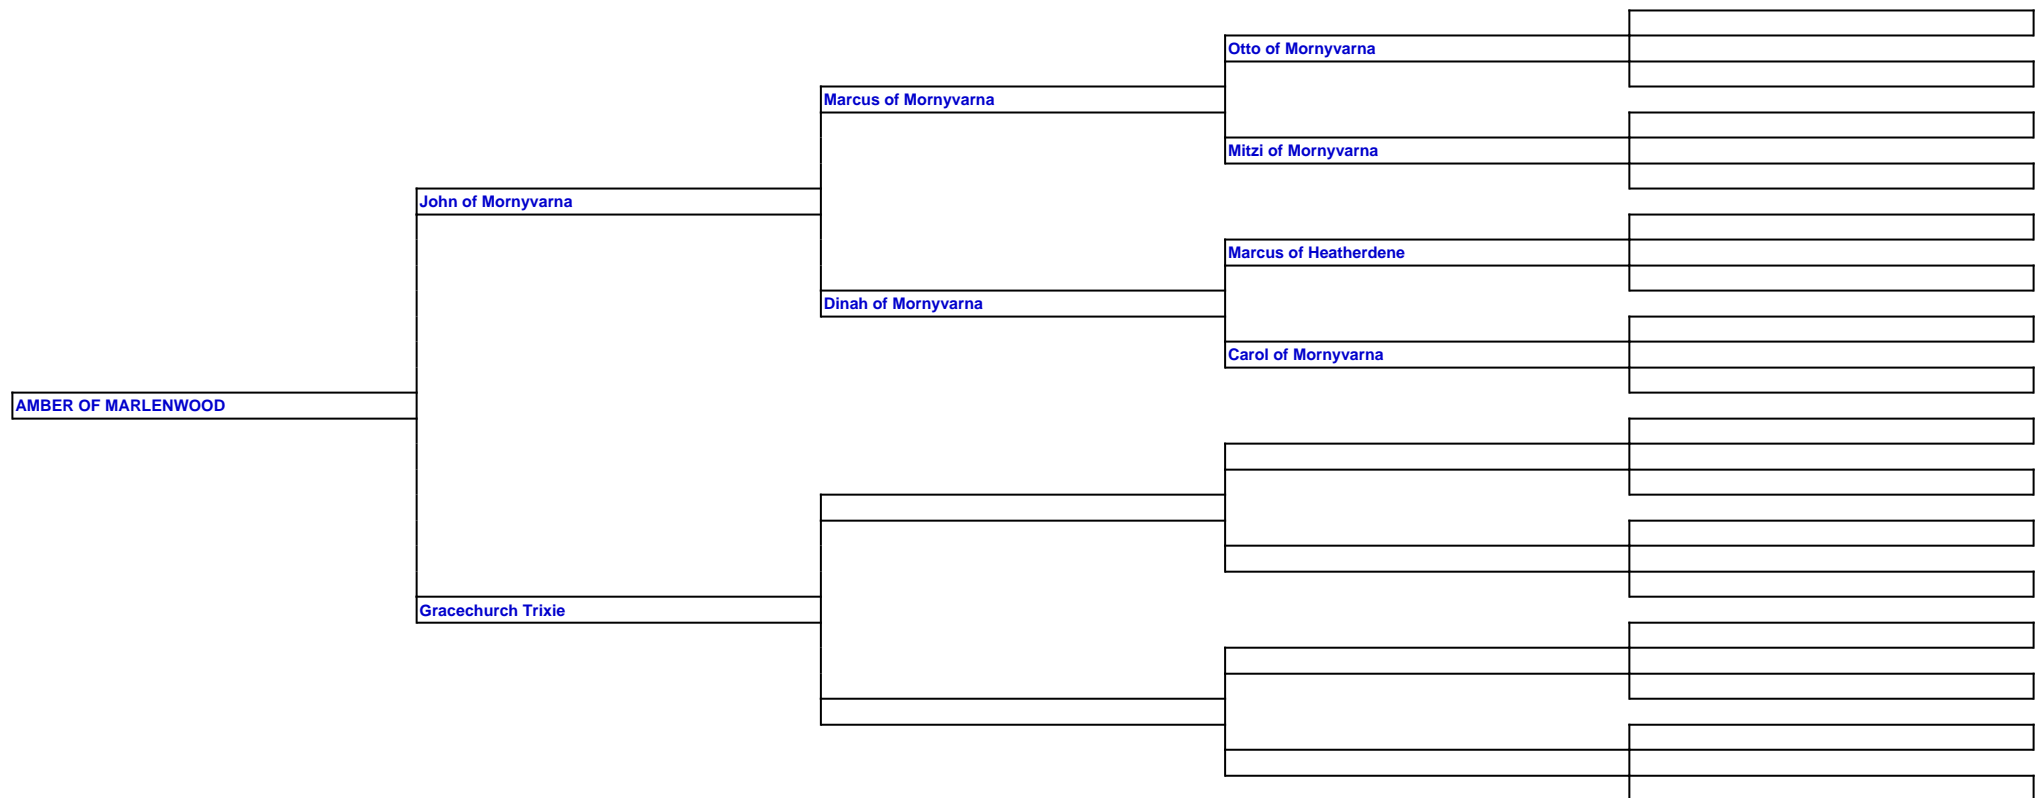 Otto of Mornyvarna
Marcus of Mornyvarna
Mitzi of Mornyvarna
John of Mornyvarna
Marcus of Heatherdene
Dinah of Mornyvarna
Carol of Mornyvarna
AMBER OF MARLENWOOD
Gracechurch Trixie